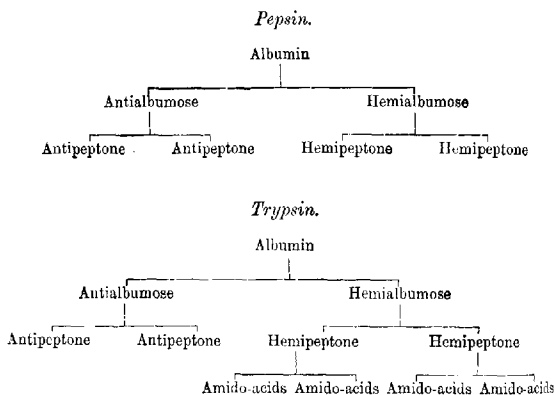 Pepsin.
Albumin
Antialbumose Hemialbumose
Antipeptone Antipeptone Hemipeptone Hemipeptone
Trypsin.
Albumin
Antialbumose Hemialbumose
Antipeptone Antipeptone Hemipeptone Hemipeptone
Amido-acids Amido-acids Amido-acids Amido-acids